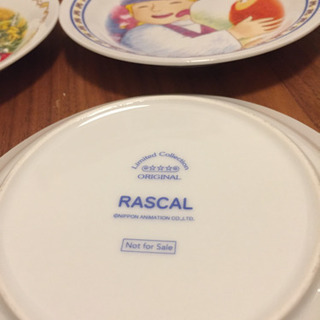 Limited Collection
ORIGINAL
RASCAL
©NIPPON ANIMATION CO.,LTD.
Not for Sale